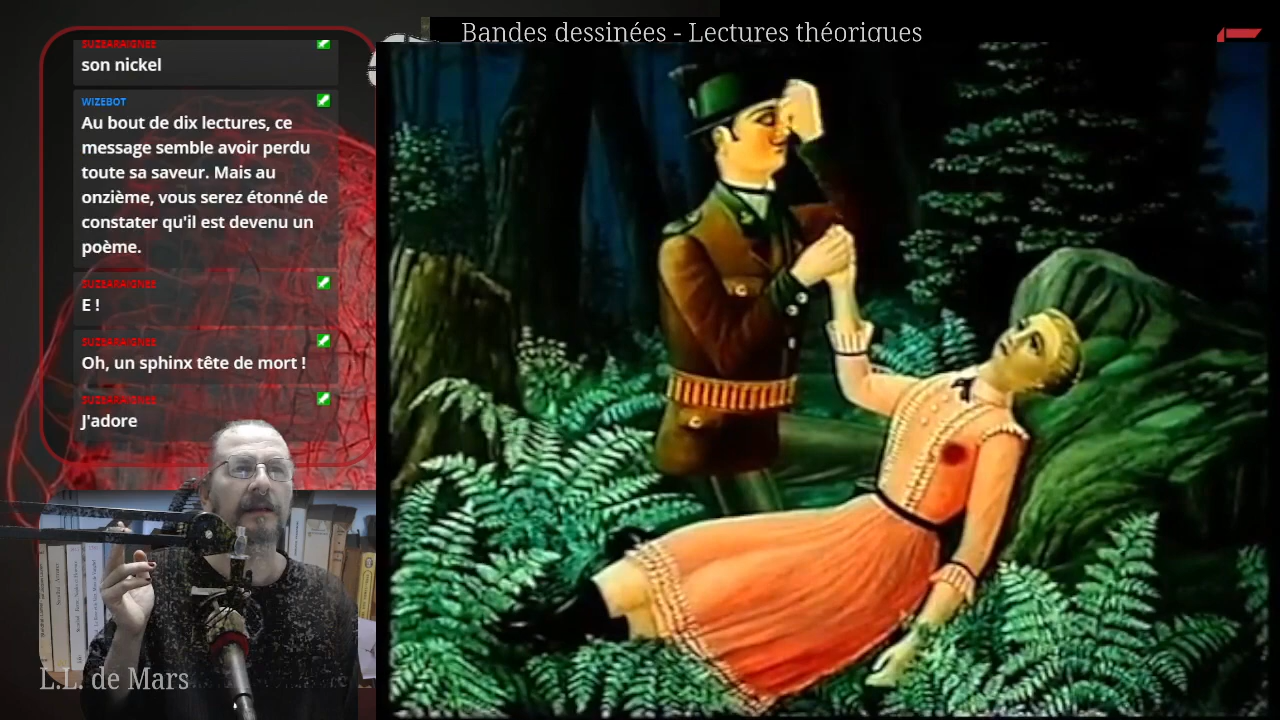 Bandes dessinées - Lectures théoriques
SUZEARAIGNEE
son nickel
WIZEBOT
Au bout de dix lectures, ce
message semble avoir perdu
toute sa saveur. Mais au
onzième, vous serez étonné de
constater qu'il est devenu un
poème.
SUZEARAIGNEE
E !
SUZEARAIGNEE
Oh, un sphinx tête de mort !
SUZEARAIGNEE
J'adore
L.L. de Mars